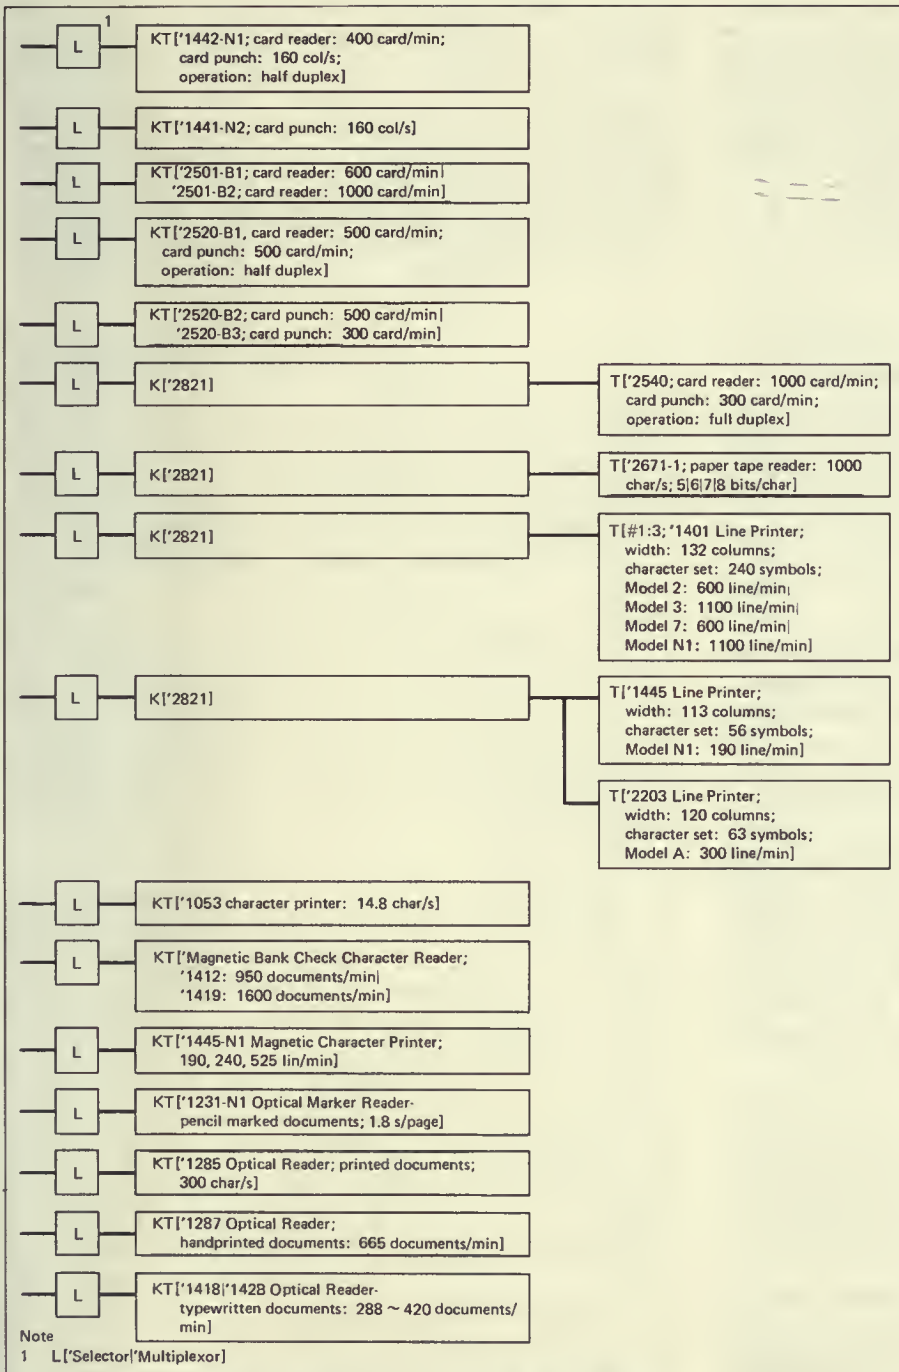 L 1 KT['1442-N1; card reader: 400 card/min;
card punch: 160 col/s;
operation: half duplex]
L KT['1441-N2; card punch: 160 col/s]
L KT['2501-B1; card reader: 600 card/min|
'2501-B2; card reader: 1000 card/min]
L KT['2520-B1, card reader: 500 card/min;
card punch: 500 card/min;
operation: half duplex]
L KT['2520-B2; card punch: 500 card/min|
'2520-B3; card punch: 300 card/min]
L K['2821] T['2540; card reader: 1000 card/min;
card punch: 300 card/min;
operation: full duplex]
L K['2821] T['2671-1; paper tape reader: 1000
char/s; 5|6|7|8 bits/char]
L K['2821] T[#1:3; '1401 Line Printer;
width: 132 columns;
character set: 240 symbols;
Model 2: 600 line/min|
Model 3: 1100 line/min|
Model 7: 600 line/min|
Model N1: 1100 line/min]
L K['2821] T['1445 Line Printer;
width: 113 columns;
character set: 56 symbols;
Model N1: 190 line/min]
T['2203 Line Printer;
width: 120 columns;
character set: 63 symbols;
Model A: 300 line/min]
L KT['1053 character printer: 14.8 char/s]
L KT['Magnetic Bank Check Character Reader;
'1412: 950 documents/min|
'1419: 1600 documents/min]
L KT['1445-N1 Magnetic Character Printer;
190, 240, 525 lin/min]
L KT['1231-N1 Optical Marker Reader-
pencil marked documents; 1.8 s/page]
L KT['1285 Optical Reader; printed documents;
300 char/s]
L KT['1287 Optical Reader;
handprinted documents: 665 documents/min]
L KT['1418|'1428 Optical Reader-
typewritten documents: 288 ~ 420 documents/
min]
Note
1 L['Selector|'Multiplexor]